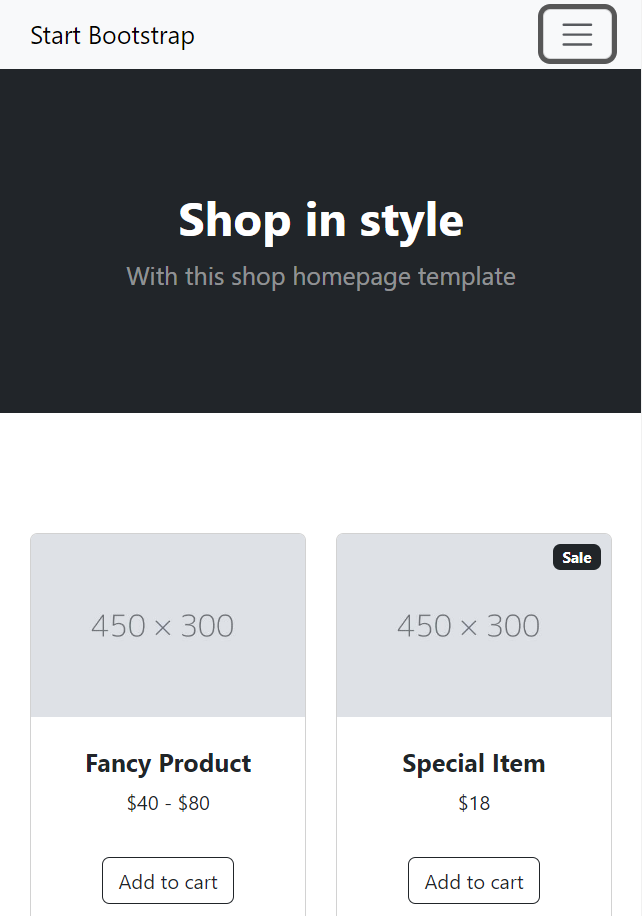 Start Bootstrap
Shop in style
With this shop homepage template
450 × 300
Sale
450 × 300
Fancy Product
$40 - $80
Add to cart
Special Item
$18
Add to cart